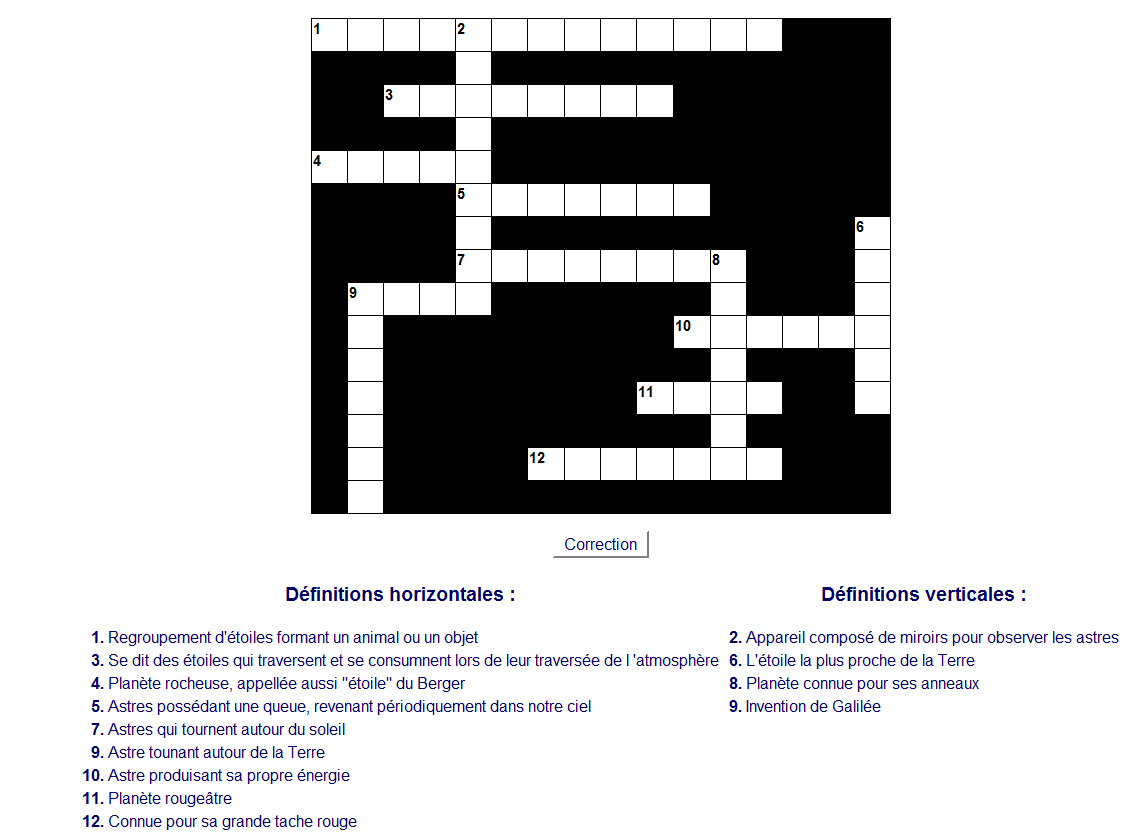 1 2
3
4
5
6
7 8
9
10
11
12
Correction
Définitions horizontales :
1. Regroupement d'étoiles formant un animal ou un objet
3. Se dit des étoiles qui traversent et se consumnent lors de leur traversée de l 'atmosphère
4. Planète rocheuse, appellée aussi "étoile" du Berger
5. Astres possédant une queue, revenant périodiquement dans notre ciel
7. Astres qui tournent autour du soleil
9. Astre tounant autour de la Terre
10. Astre produisant sa propre énergie
11. Planète rougeâtre
12. Connue pour sa grande tache rouge
Définitions verticales :
2. Appareil composé de miroirs pour observer les astres
6. L'étoile la plus proche de la Terre
8. Planète connue pour ses anneaux
9. Invention de Galilée